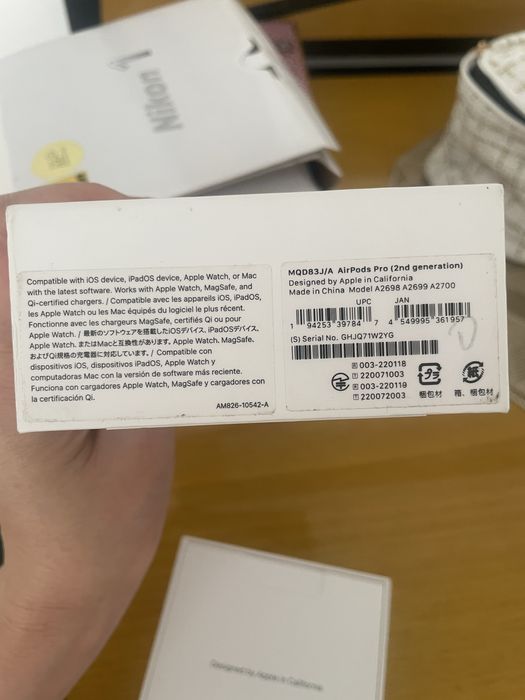 Nikon 1
Compatible with iOS device, iPadOS device, Apple Watch, or Mac
with the latest software. Works with Apple Watch, MagSafe, and
Qi-certified chargers. / Compatible avec les appareils iOS, iPadOS,
les Apple Watch ou les Mac équipés du logiciel le plus récent.
Fonctionne avec les chargeurs MagSafe, certifiés Qi ou pour
Apple Watch. / 最新のソフトウェアを搭載したiOSデバイス、iPadOSデバイス、
Apple Watch、またはMacと互換性があります。Apple Watch、MagSafe、
およびQi規格の充電器に対応しています。/ Compatible con
dispositivos iOS, dispositivos iPadOS, Apple Watch y
computadoras Mac con la versión de software más reciente.
Funciona con cargadores Apple Watch, MagSafe y cargadores con
la certificación Qi.
AM826-10542-A
MQD83J/A AirPods Pro (2nd generation)
Designed by Apple in California
Made in China Model A2698 A2699 A2700
UPC JAN
1 94253 39784 7 4 549995 361957
(S) Serial No. GHJQ71W2YG
003-220118
220071003
003-220119
220072003
プラ
梱包材
紙
箱、梱包材
Designed by Apple in California